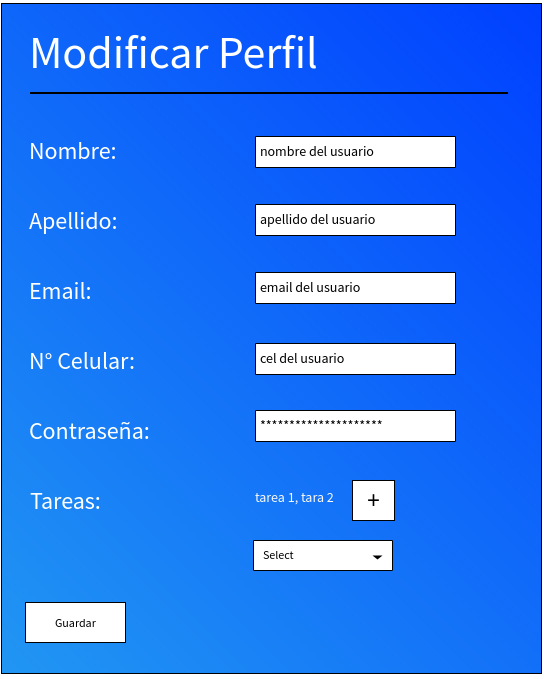 Modificar Perfil
Nombre: nombre del usuario
Apellido: apellido del usuario
Email: email del usuario
N° Celular: cel del usuario
Contraseña: *********************
Tareas: tarea 1, tara 2 +
Select
Guardar